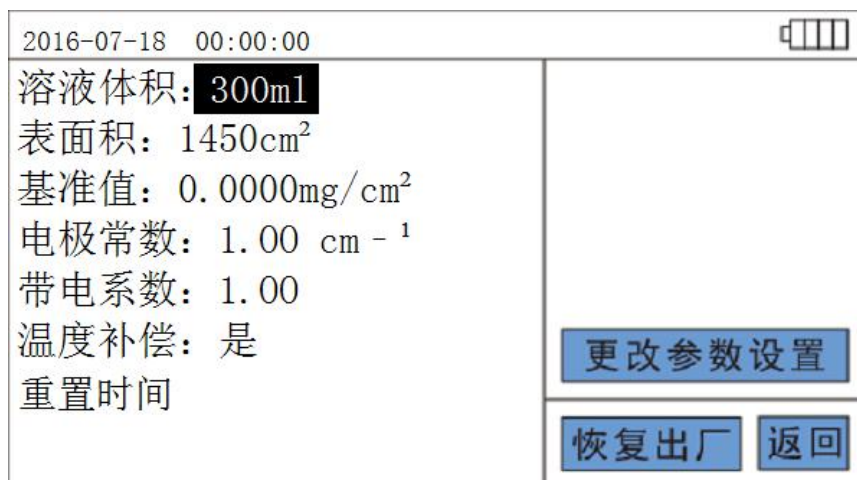 2016-07-18 00:00:00
溶液体积：300ml
表面积：1450cm²
基准值：0.0000mg/cm²
电极常数：1.00 cm-¹
带电系数：1.00
温度补偿：是
重置时间
更改参数设置
恢复出厂 返回